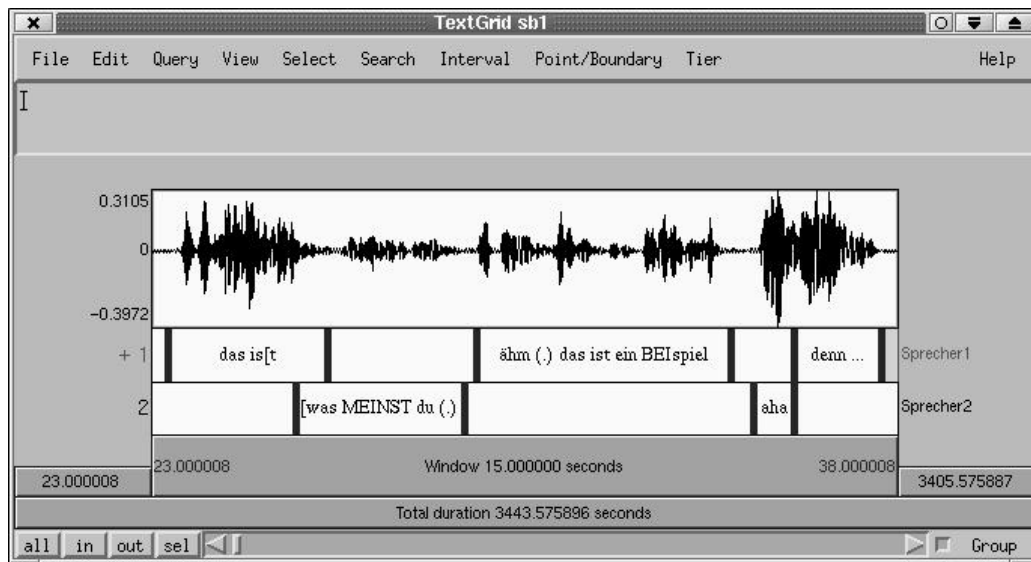 TextGrid sb1
File Edit Query View Select Search Interval Point/Boundary Tier Help
0.3105
0
-0.3972
+ 1 das is[t ähm (.) das ist ein BEIspiel denn ... Sprecher1
2 [was MEINST du (.) aha Sprecher2
23.000008 Window 15.000000 seconds 38.000008
23.000008 3405.575887
Total duration 3443.575896 seconds
all in out sel Group